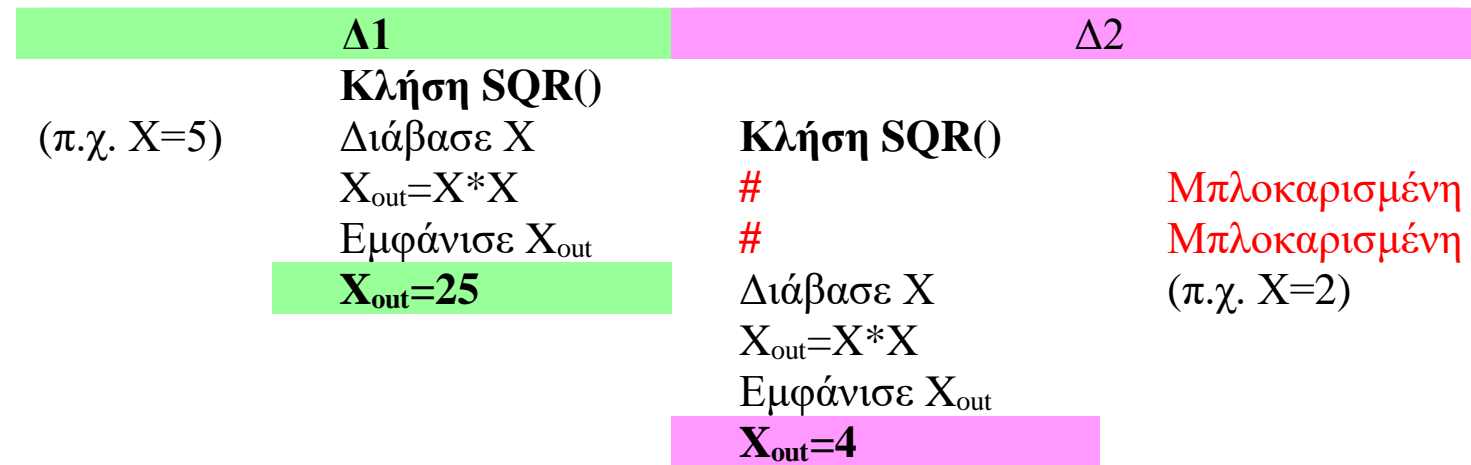 Δ1 Δ2
Κλήση SQR()
(π.χ. X=5) Διάβασε X Κλήση SQR()
Xout=X*X # Μπλοκαρισμένη
Εμφάνισε Xout # Μπλοκαρισμένη
Xout=25 Διάβασε X (π.χ. X=2)
Xout=X*X
Εμφάνισε Xout
Xout=4